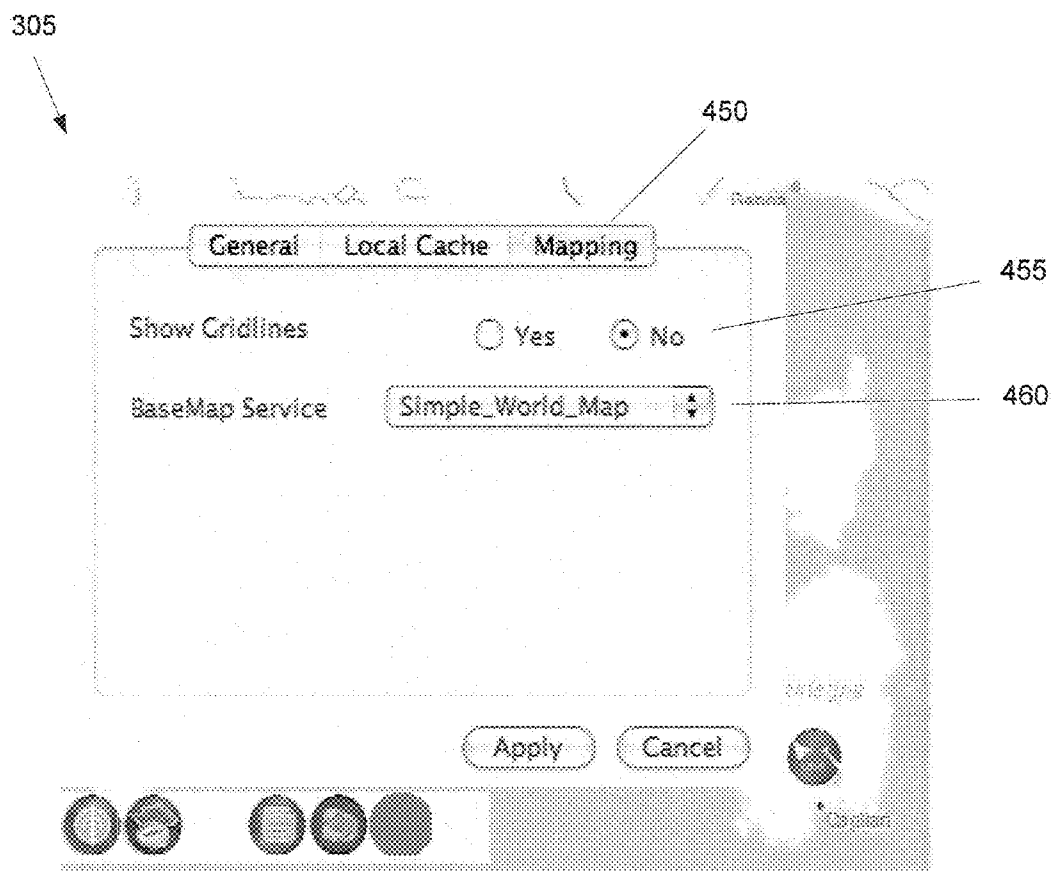 305
450
General Local Cache Mapping
455
Show Gridlines Yes No
460
BaseMap Service Simple_World_Map
Apply Cancel